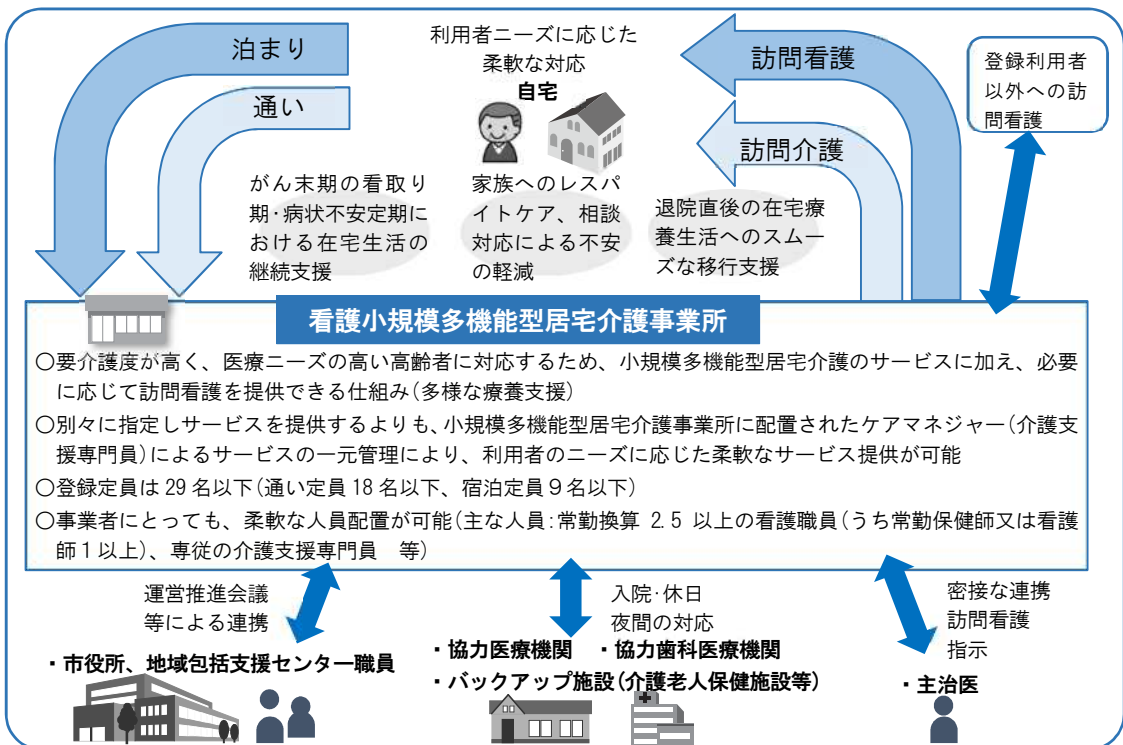 泊まり
通い
利用者ニーズに応じた
柔軟な対応
自宅
訪問看護
訪問介護
登録利用者
以外への訪
問看護
がん末期の看取り
期・病状不安定期に
おける在宅生活の
継続支援
家族へのレスパ
イトケア、相談
対応による不安
の軽減
退院直後の在宅療
養生活へのスムー
ズな移行支援
看護小規模多機能型居宅介護事業所
○要介護度が高く、医療ニーズの高い高齢者に対応するため、小規模多機能型居宅介護のサービスに加え、必要
に応じて訪問看護を提供できる仕組み(多様な療養支援)
○別々に指定しサービスを提供するよりも、小規模多機能型居宅介護事業所に配置されたケアマネジャー(介護支
援専門員)によるサービスの一元管理により、利用者のニーズに応じた柔軟なサービス提供が可能
○登録定員は 29 名以下(通い定員 18 名以下、宿泊定員９名以下)
○事業者にとっても、柔軟な人員配置が可能(主な人員:常勤換算 2.5 以上の看護職員(うち常勤保健師又は看護
師１以上)、専従の介護支援専門員　等)
運営推進会議
等による連携
・市役所、地域包括支援センター職員
入院・休日
夜間の対応
・協力医療機関　・協力歯科医療機関
・バックアップ施設(介護老人保健施設等)
密接な連携
訪問看護
指示
・主治医